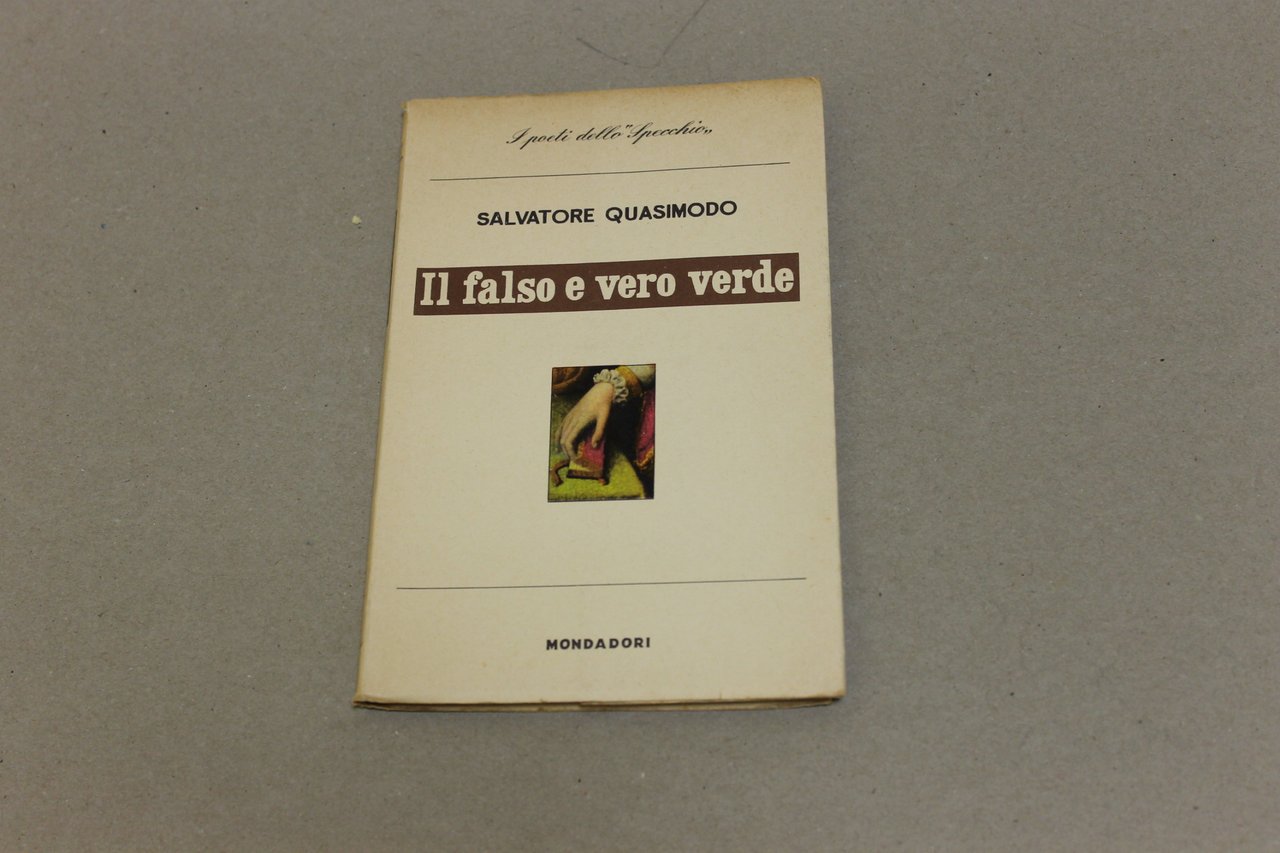 I poeti dello "Specchio„
SALVATORE QUASIMODO
Il falso e vero verde
MONDADORI